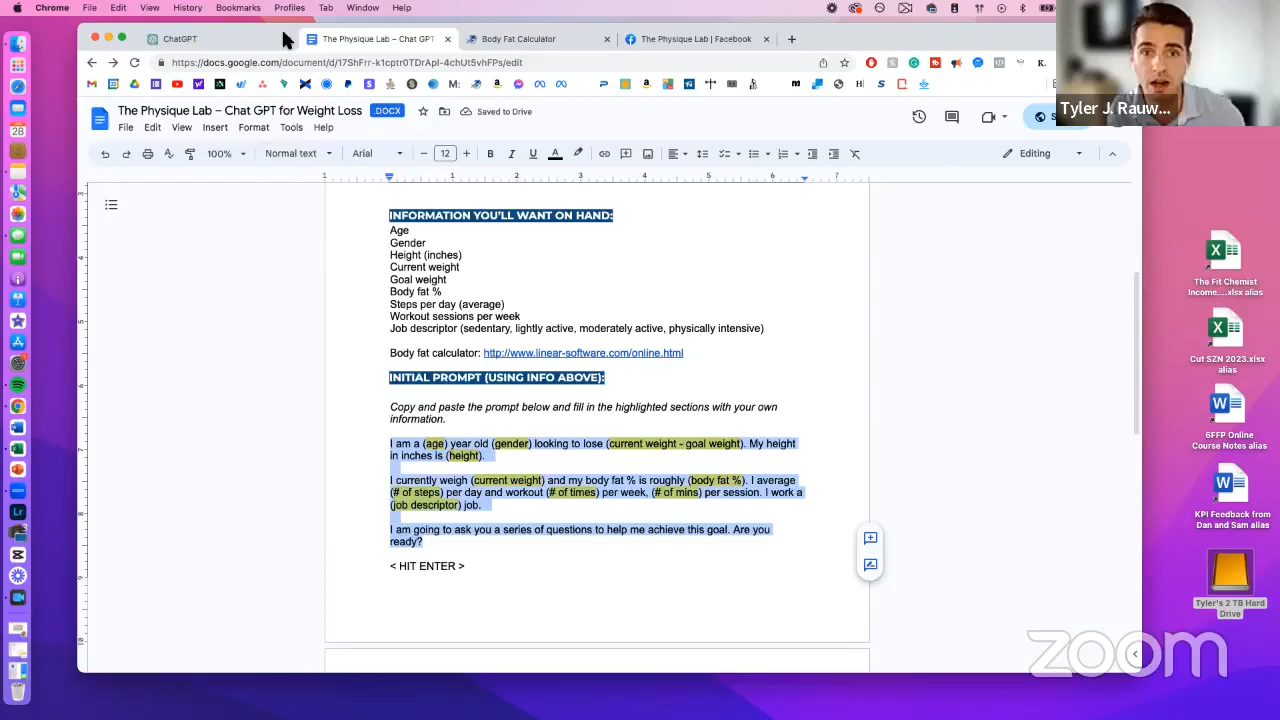 Chrome File Edit View History Bookmarks Profiles Tab Window Help
ChatGPT
The Physique Lab – Chat GPT
Body Fat Calculator
The Physique Lab | Facebook
docs.google.com/document/d/17ShFrr-k1cptr0TDrApl-4chUt5vhFPs/edit
The Physique Lab – Chat GPT for Weight Loss .DOCX Saved to Drive
File Edit View Insert Format Tools Help
100% Normal text Arial 12 Editing
INFORMATION YOU'LL WANT ON HAND:
Age
Gender
Height (inches)
Current weight
Goal weight
Body fat %
Steps per day (average)
Workout sessions per week
Job descriptor (sedentary, lightly active, moderately active, physically intensive)
Body fat calculator: http://www.linear-software.com/online.html
INITIAL PROMPT (USING INFO ABOVE):
Copy and paste the prompt below and fill in the highlighted sections with your own
information.
I am a (age) year old (gender) looking to lose (current weight - goal weight). My height
in inches is (height).
I currently weigh (current weight) and my body fat % is roughly (body fat %). I average
(# of steps) per day and workout (# of times) per week, (# of mins) per session. I work a
(job descriptor) job.
I am going to ask you a series of questions to help me achieve this goal. Are you
ready?
< HIT ENTER >
Tyler J. Rauw...
The Fit Chemist
Income....xlsx alias
Cut SZN 2023.xlsx
alias
6FFP Online
Course Notes alias
KPI Feedback from
Dan and Sam alias
Tyler's 2 TB Hard
Drive
zoom